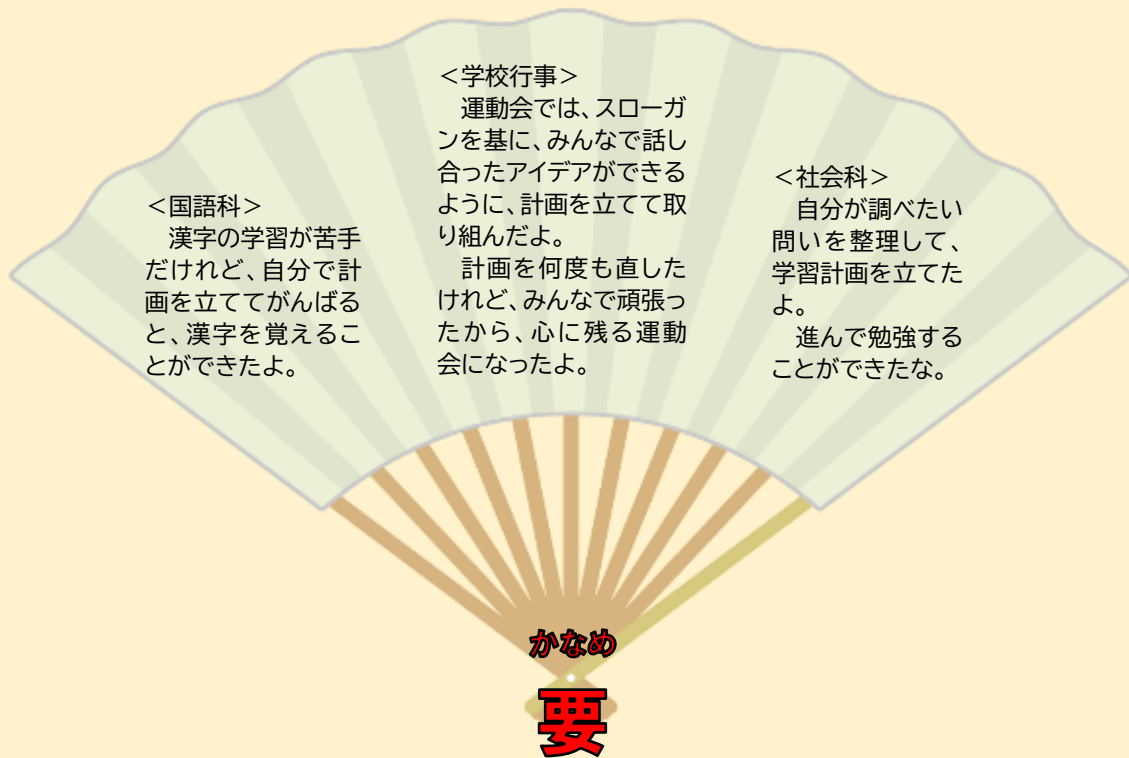 ＜国語科＞
　漢字の学習が苦手
だけれど、自分で計
画を立ててがんばる
と、漢字を覚えるこ
とができたよ。
＜学校行事＞
　運動会では、スローガ
ンを基に、みんなで話し
合ったアイデアができる
ように、計画を立てて取
り組んだよ。
　計画を何度も直した
けれど、みんなで頑張っ
たから、心に残る運動
会になったよ。
＜社会科＞
　自分が調べたい
問いを整理して、
学習計画を立てた
よ。
　進んで勉強する
ことができたな。
かなめ
要